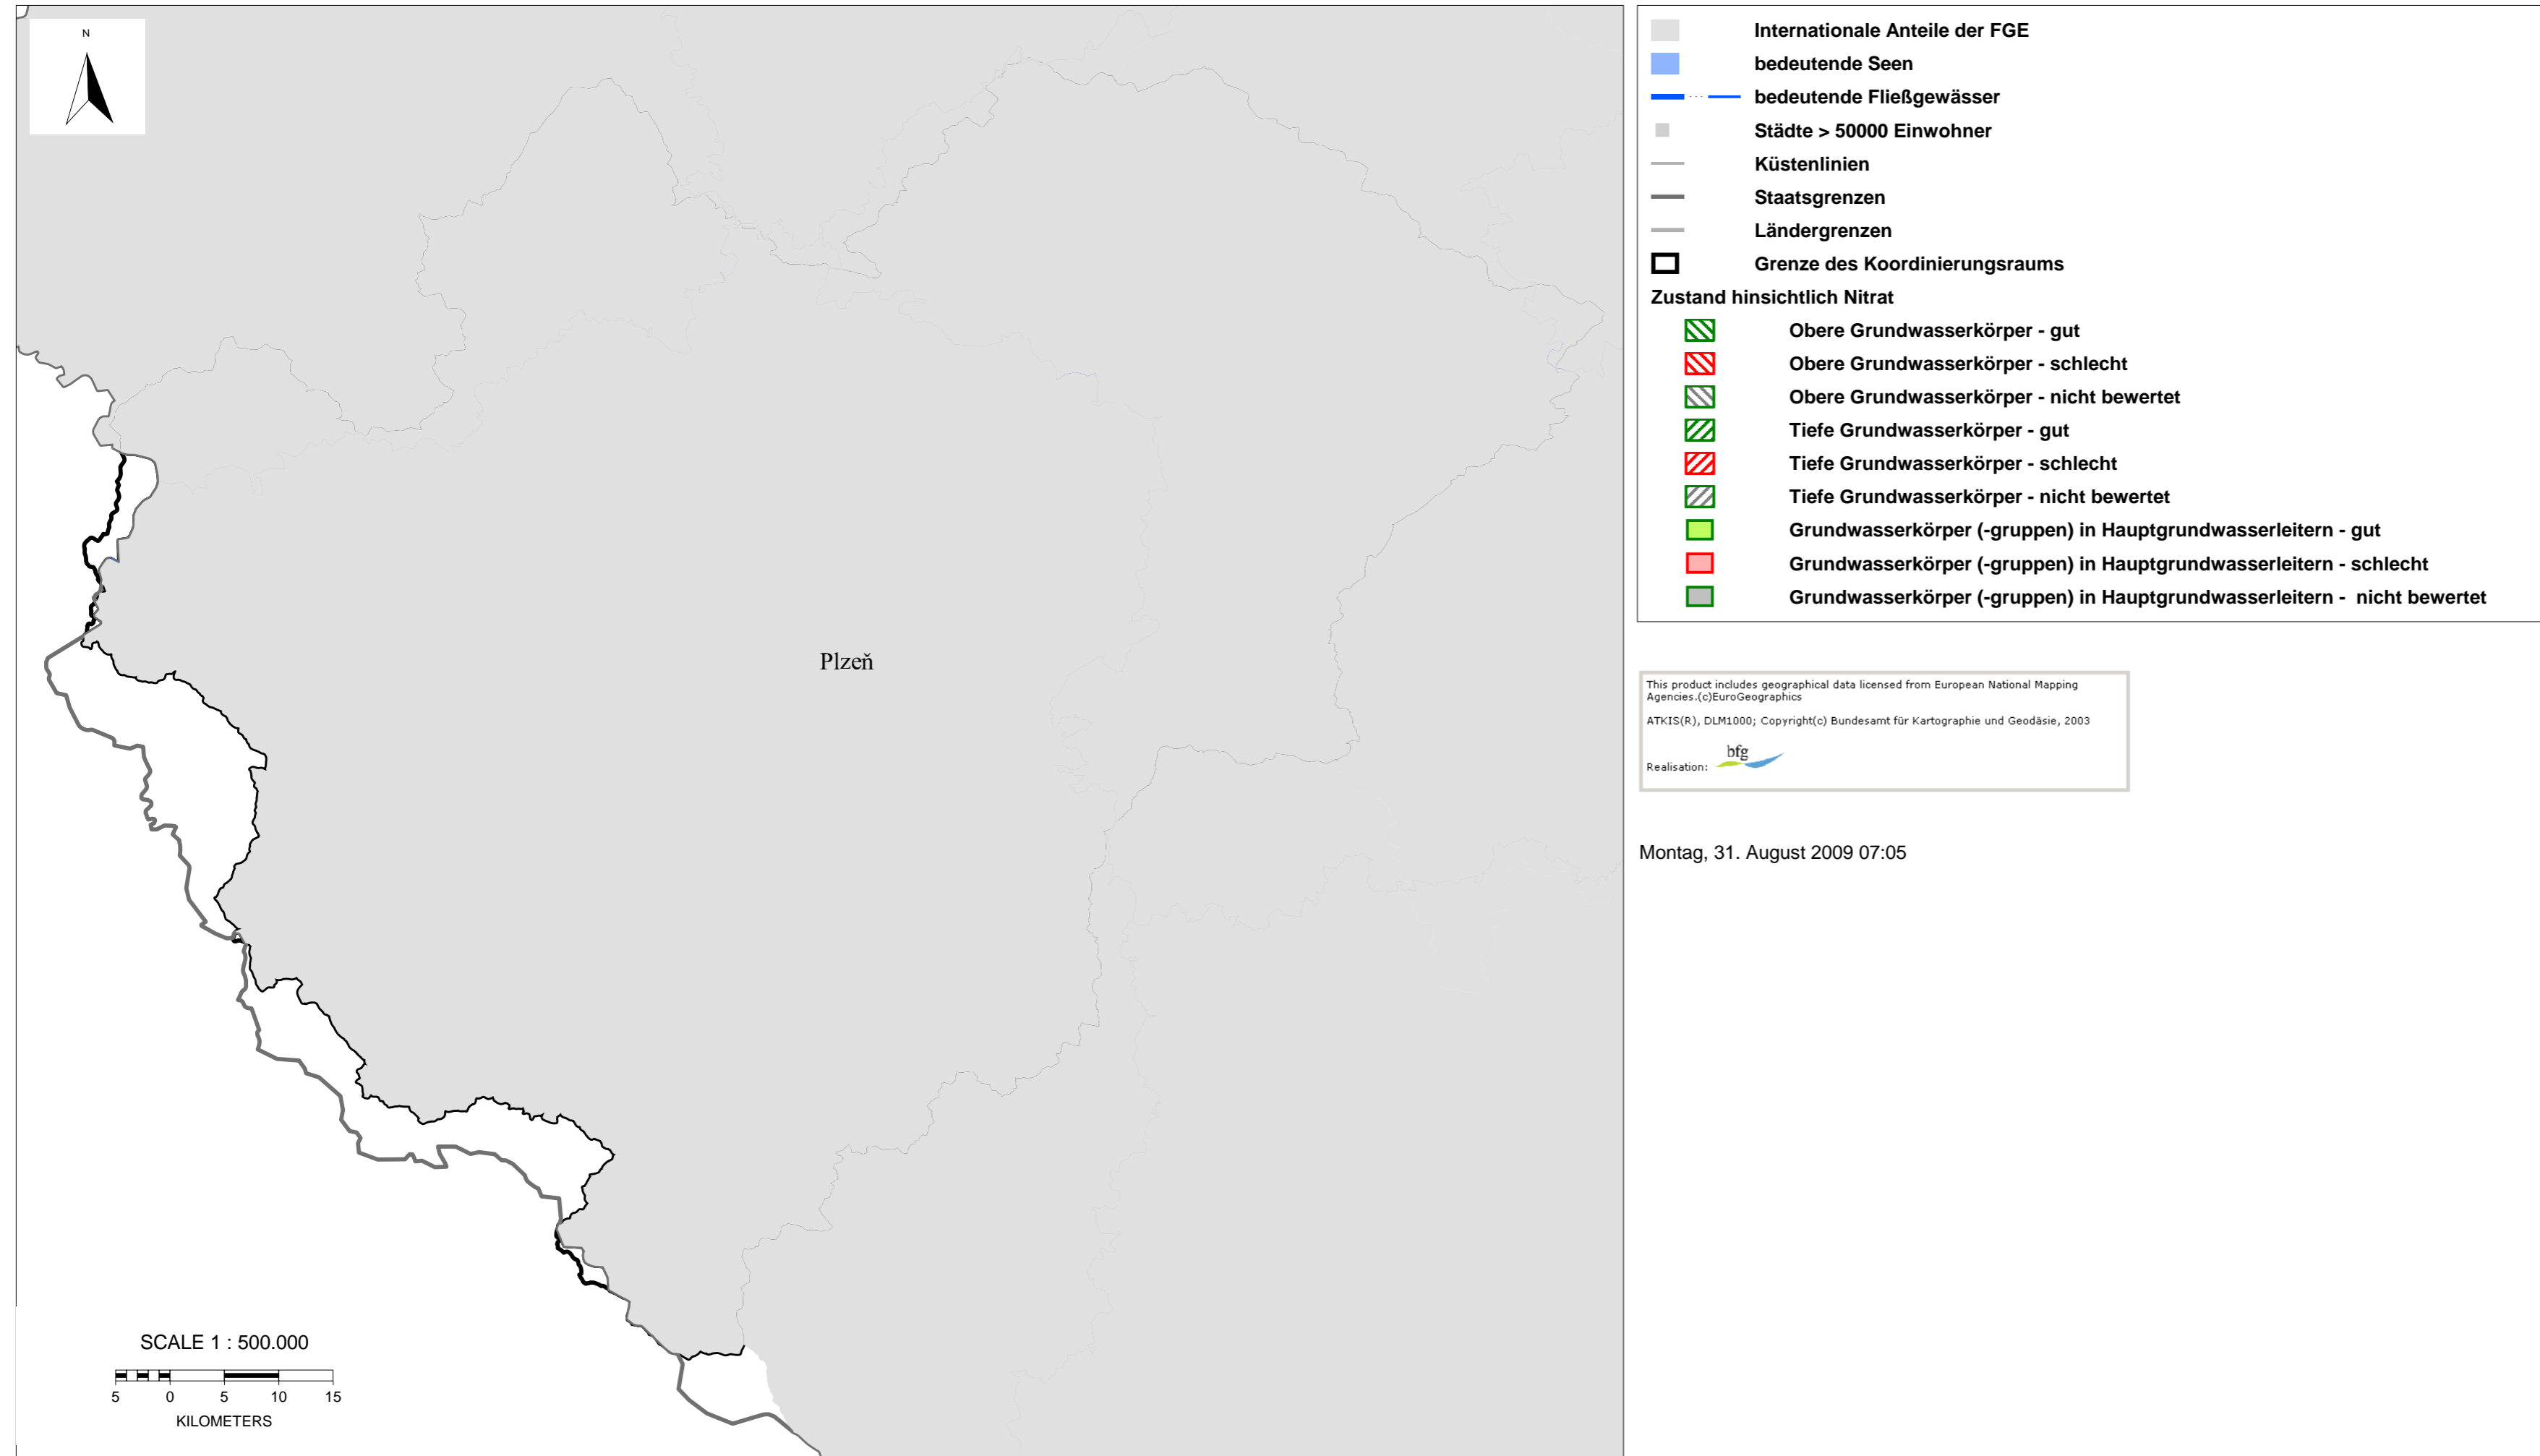 N
Plzeň
SCALE 1 : 500.000
5 0 5 10 15
KILOMETERS
Internationale Anteile der FGE
bedeutende Seen
bedeutende Fließgewässer
Städte > 50000 Einwohner
Küstenlinien
Staatsgrenzen
Ländergrenzen
Grenze des Koordinierungsraums
Zustand hinsichtlich Nitrat
Obere Grundwasserkörper - gut
Obere Grundwasserkörper - schlecht
Obere Grundwasserkörper - nicht bewertet
Tiefe Grundwasserkörper - gut
Tiefe Grundwasserkörper - schlecht
Tiefe Grundwasserkörper - nicht bewertet
Grundwasserkörper (-gruppen) in Hauptgrundwasserleitern - gut
Grundwasserkörper (-gruppen) in Hauptgrundwasserleitern - schlecht
Grundwasserkörper (-gruppen) in Hauptgrundwasserleitern - nicht bewertet
This product includes geographical data licensed from European National Mapping
Agencies.(c)EuroGeographics
ATKIS(R), DLM1000; Copyright(c) Bundesamt für Kartographie und Geodäsie, 2003
bfg
Realisation:
Montag, 31. August 2009 07:05